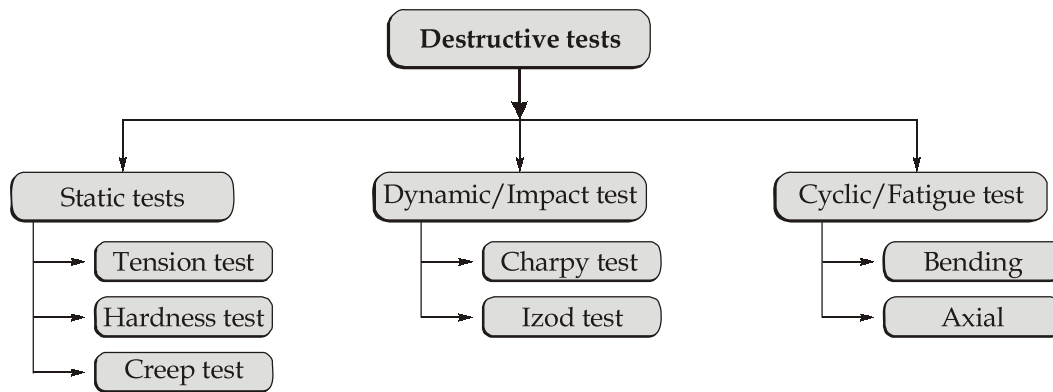 Destructive tests
Static tests
Tension test
Hardness test
Creep test
Dynamic/Impact test
Charpy test
Izod test
Cyclic/Fatigue test
Bending
Axial